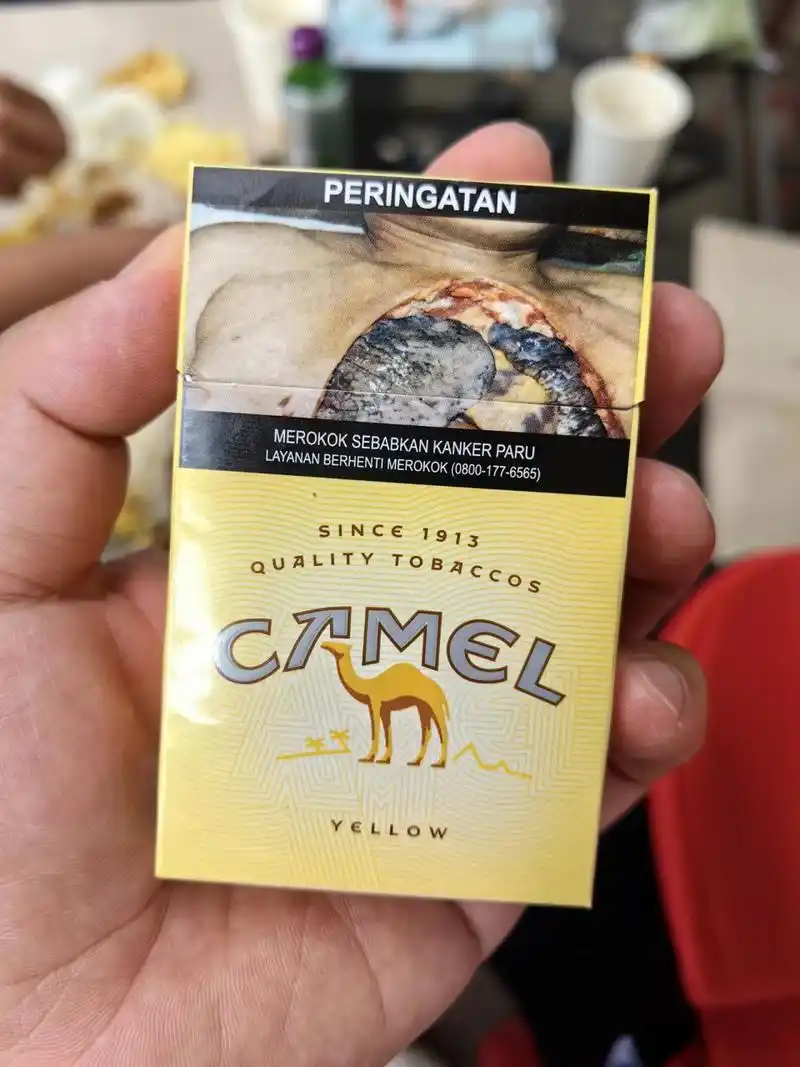 PERINGATAN
MEROKOK SEBABKAN KANKER PARU
LAYANAN BERHENTI MEROKOK (0800-177-6565)
SINCE 1913
QUALITY TOBACCOS
CAMEL
YELLOW